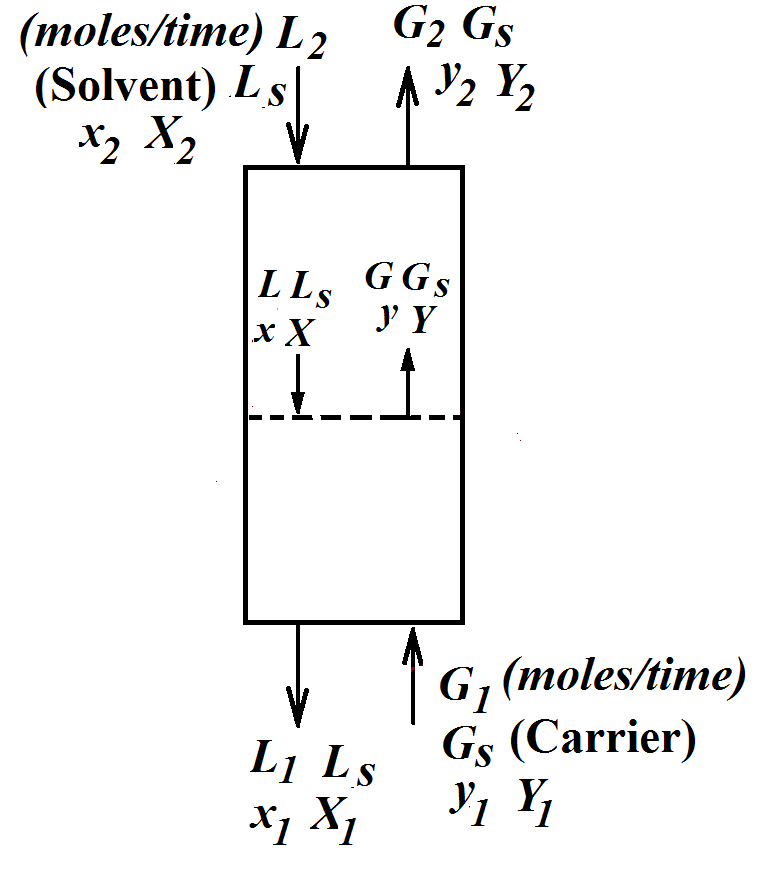 (moles/time) L2
(Solvent) Ls
x2 X2
G2 Gs
y2 Y2
L Ls
x X
G Gs
y Y
L1 Ls
x1 X1
G1 (moles/time)
Gs (Carrier)
y1 Y1